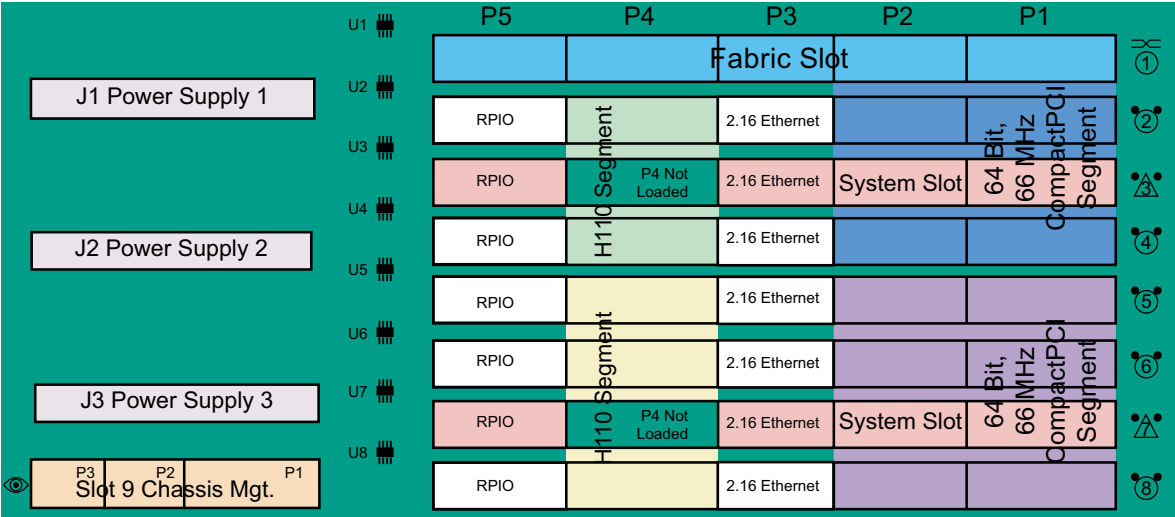 P5 P4 P3 P2 P1
U1
Fabric Slot
1
U2
J1 Power Supply 1
RPIO
2.16 Ethernet
2
U3
H110 Segment
64 Bit,
66 MHz
CompactPCI
Segment
RPIO
P4 Not
Loaded
2.16 Ethernet
System Slot
3
U4
J2 Power Supply 2
RPIO
2.16 Ethernet
4
U5
RPIO
2.16 Ethernet
5
U6
H110 Segment
64 Bit,
66 MHz
CompactPCI
Segment
RPIO
2.16 Ethernet
6
U7
J3 Power Supply 3
RPIO
P4 Not
Loaded
2.16 Ethernet
System Slot
7
U8
P3 P2 P1
Slot 9 Chassis Mgt.
RPIO
2.16 Ethernet
8